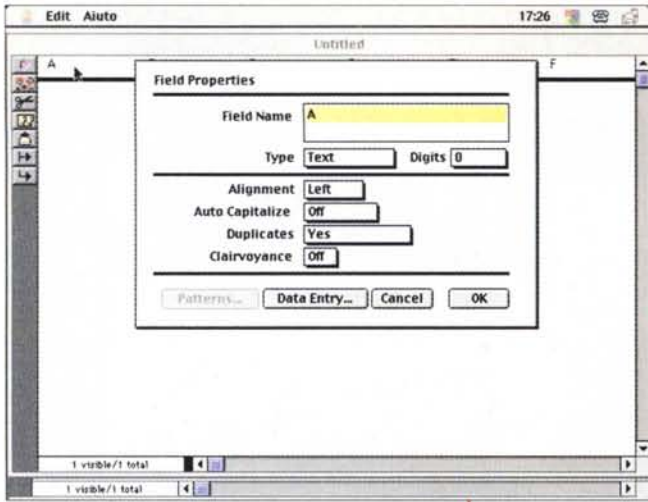 Edit Aiuto 17:26
Untitled
A F
Field Properties
Field Name A
Type Text Digits 0
Alignment Left
Auto Capitalize Off
Duplicates Yes
Clairvoyance Off
Patterns... Data Entry... Cancel OK
1 visible/1 total
1 visible/1 total